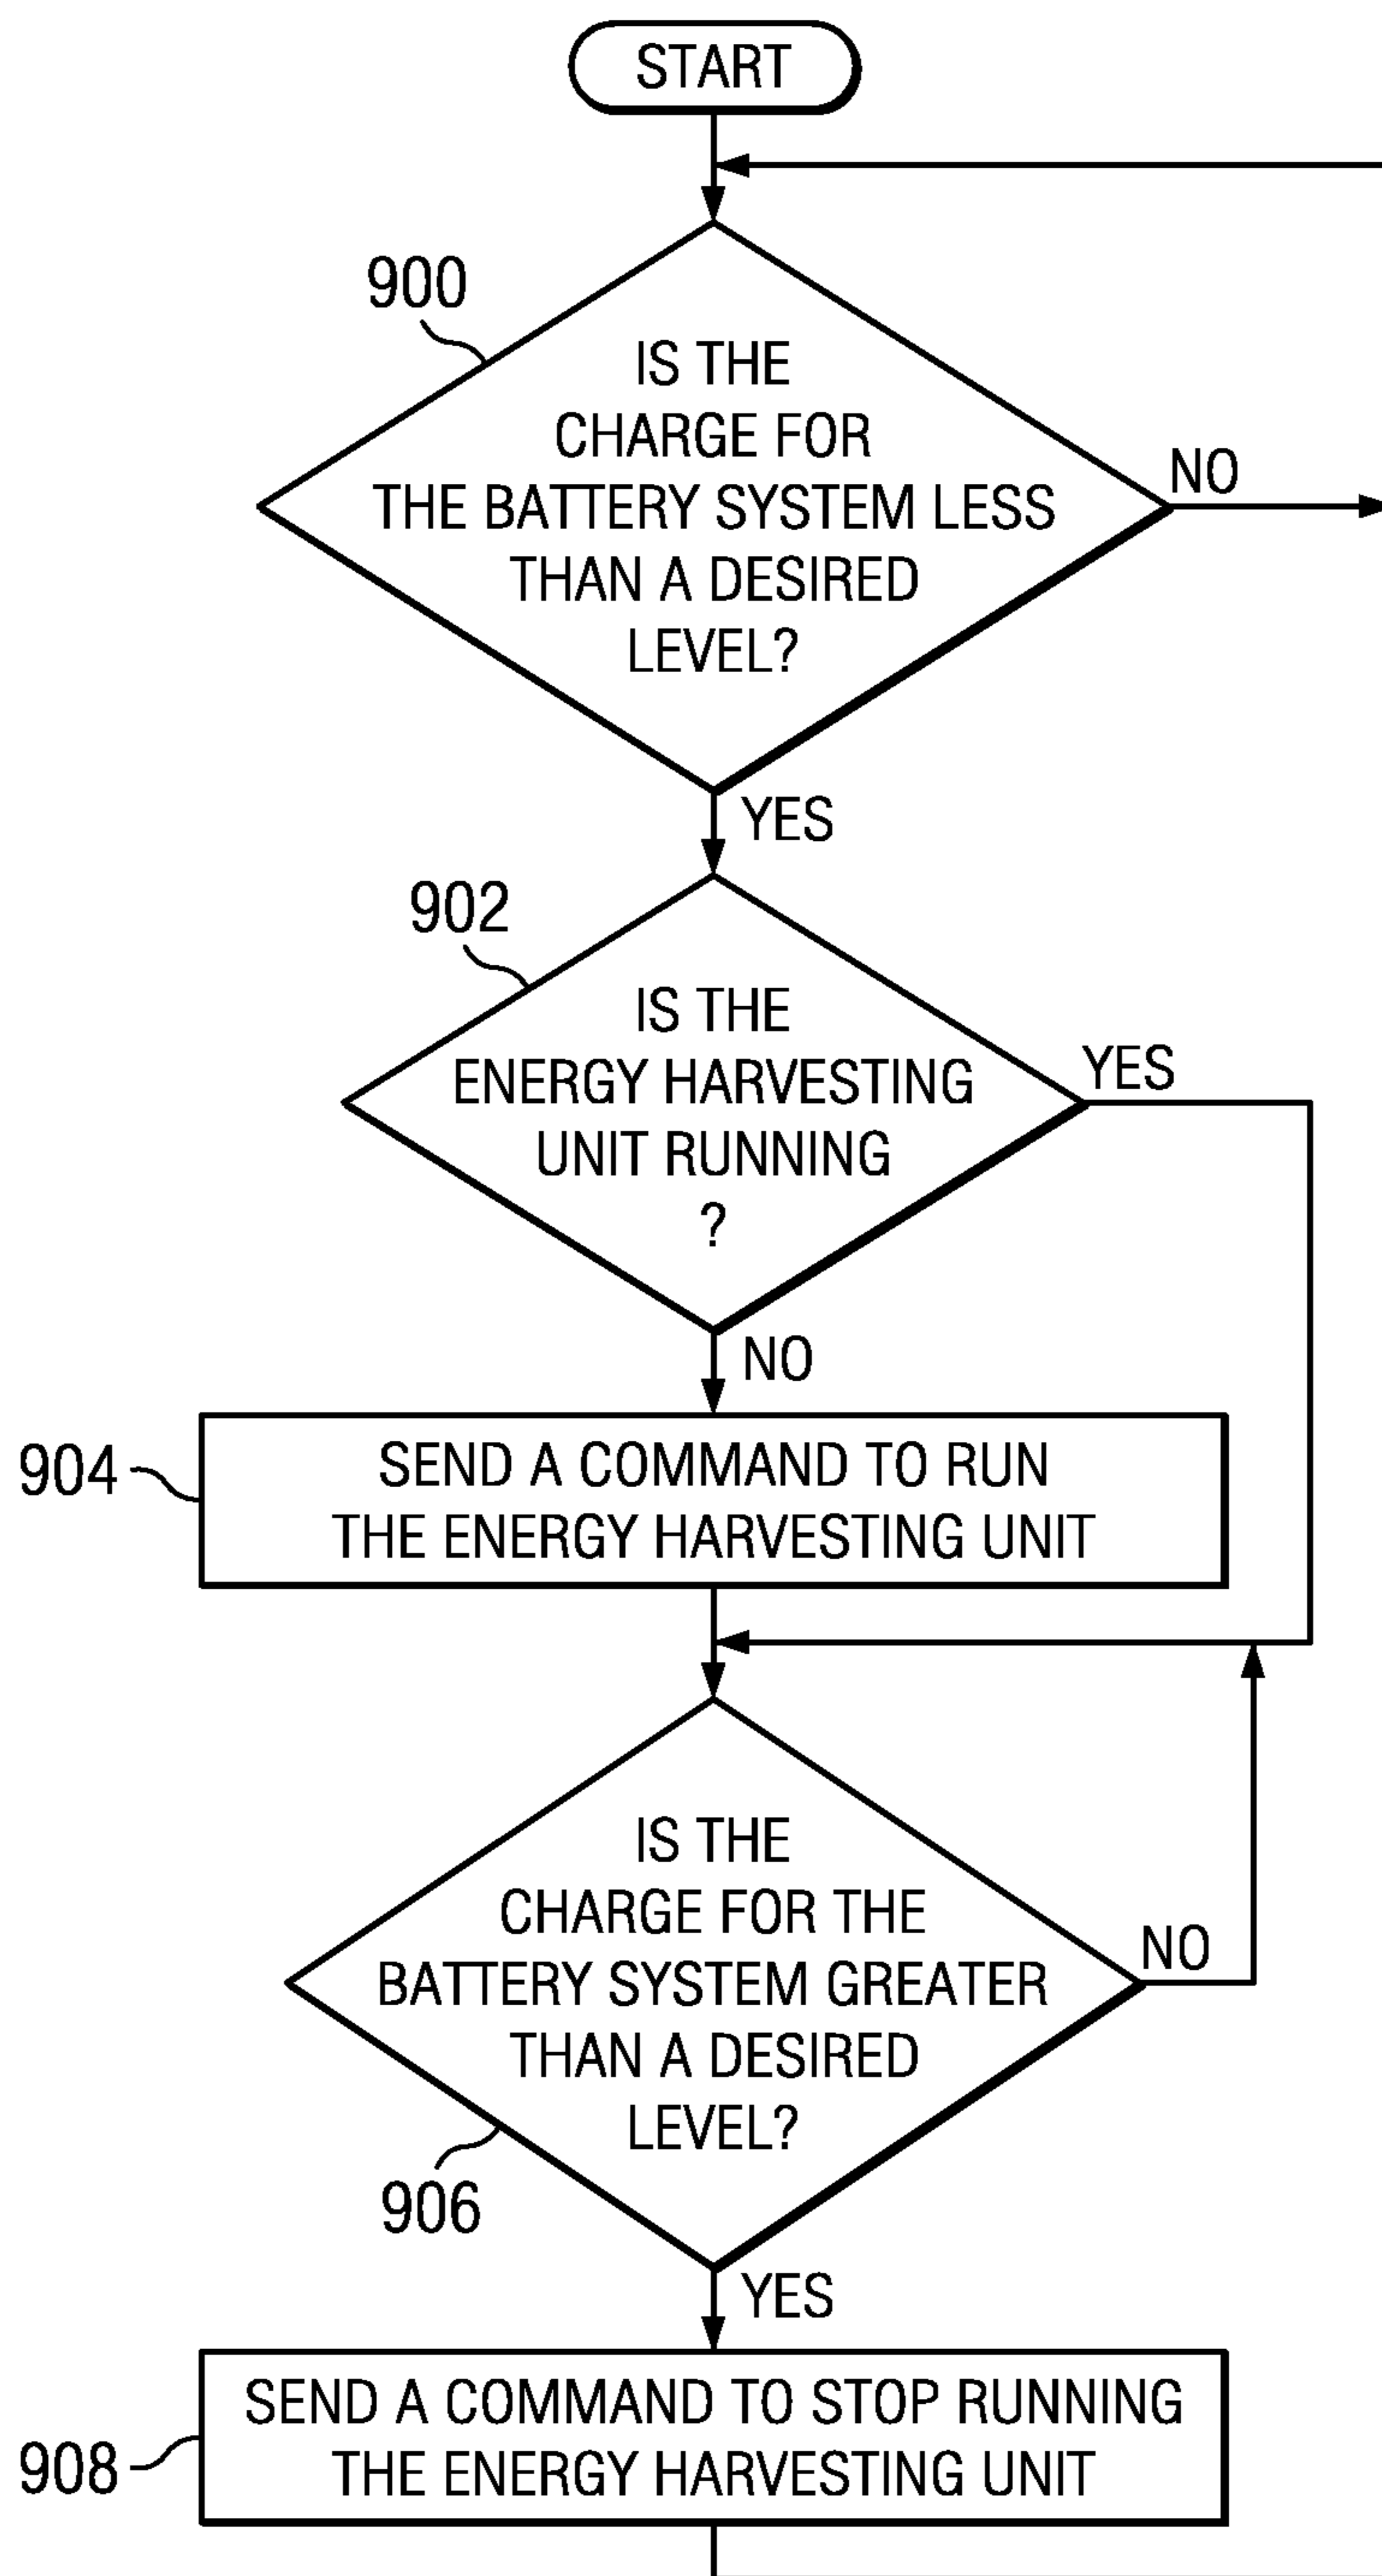 START
900
IS THE
CHARGE FOR
THE BATTERY SYSTEM LESS
THAN A DESIRED
LEVEL?
NO
YES
902
IS THE
ENERGY HARVESTING
UNIT RUNNING
?
YES
NO
904
SEND A COMMAND TO RUN
THE ENERGY HARVESTING UNIT
IS THE
CHARGE FOR THE
BATTERY SYSTEM GREATER
THAN A DESIRED
LEVEL?
NO
906
YES
SEND A COMMAND TO STOP RUNNING
THE ENERGY HARVESTING UNIT
908